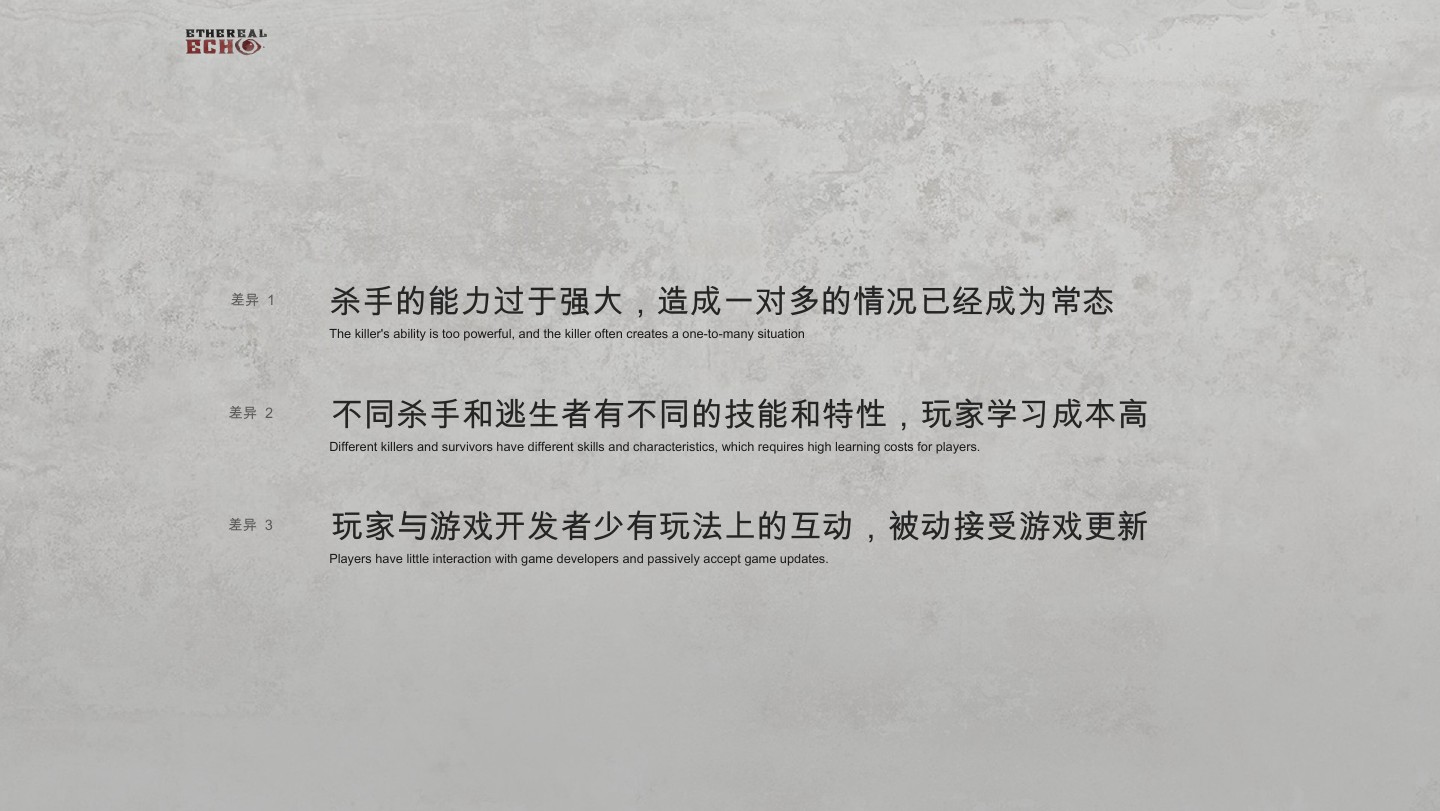 ETHEREAL
ECHO
差异 1
杀手的能力过于强大，造成一对多的情况已经成为常态
The killer's ability is too powerful, and the killer often creates a one-to-many situation
差异 2
不同杀手和逃生者有不同的技能和特性，玩家学习成本高
Different killers and survivors have different skills and characteristics, which requires high learning costs for players.
差异 3
玩家与游戏开发者少有玩法上的互动，被动接受游戏更新
Players have little interaction with game developers and passively accept game updates.